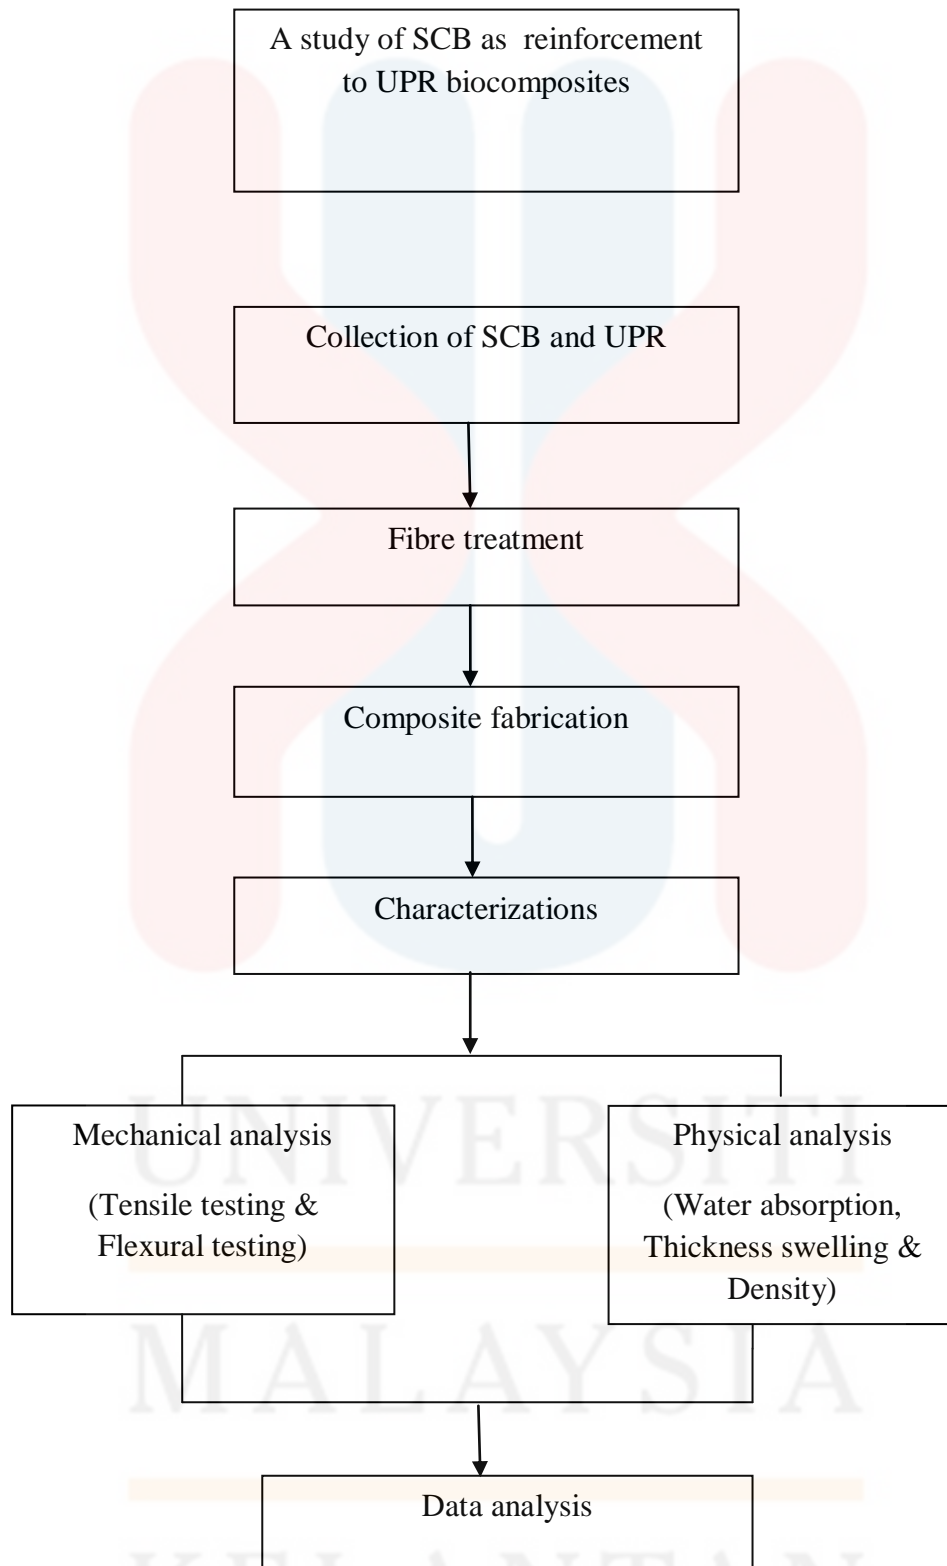 A study of SCB as reinforcement
to UPR biocomposites
Collection of SCB and UPR
Fibre treatment
Composite fabrication
Characterizations
Mechanical analysis
(Tensile testing &
Flexural testing)
Physical analysis
(Water absorption,
Thickness swelling &
Density)
Data analysis
UNIVERSITI
MALAYSIA
KELANTAN